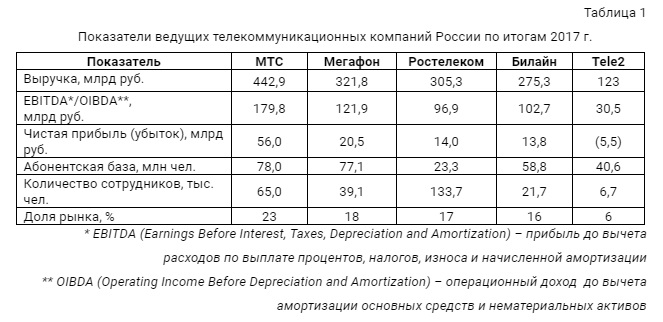 Таблица 1
Показатели ведущих телекоммуникационных компаний России по итогам 2017 г.
Показатель МТС Мегафон Ростелеком Билайн Tele2
Выручка, млрд руб. 442,9 321,8 305,3 275,3 123
EBITDA*/OIBDA**, млрд руб. 179,8 121,9 96,9 102,7 30,5
Чистая прибыль (убыток), млрд руб. 56,0 20,5 14,0 13,8 (5,5)
Абонентская база, млн чел. 78,0 77,1 23,3 58,8 40,6
Количество сотрудников, тыс. чел. 65,0 39,1 133,7 21,7 6,7
Доля рынка, % 23 18 17 16 6
* EBITDA (Earnings Before Interest, Taxes, Depreciation and Amortization) – прибыль до вычета
расходов по выплате процентов, налогов, износа и начисленной амортизации
** OIBDA (Operating Income Before Depreciation and Amortization) – операционный доход до вычета
амортизации основных средств и нематериальных активов